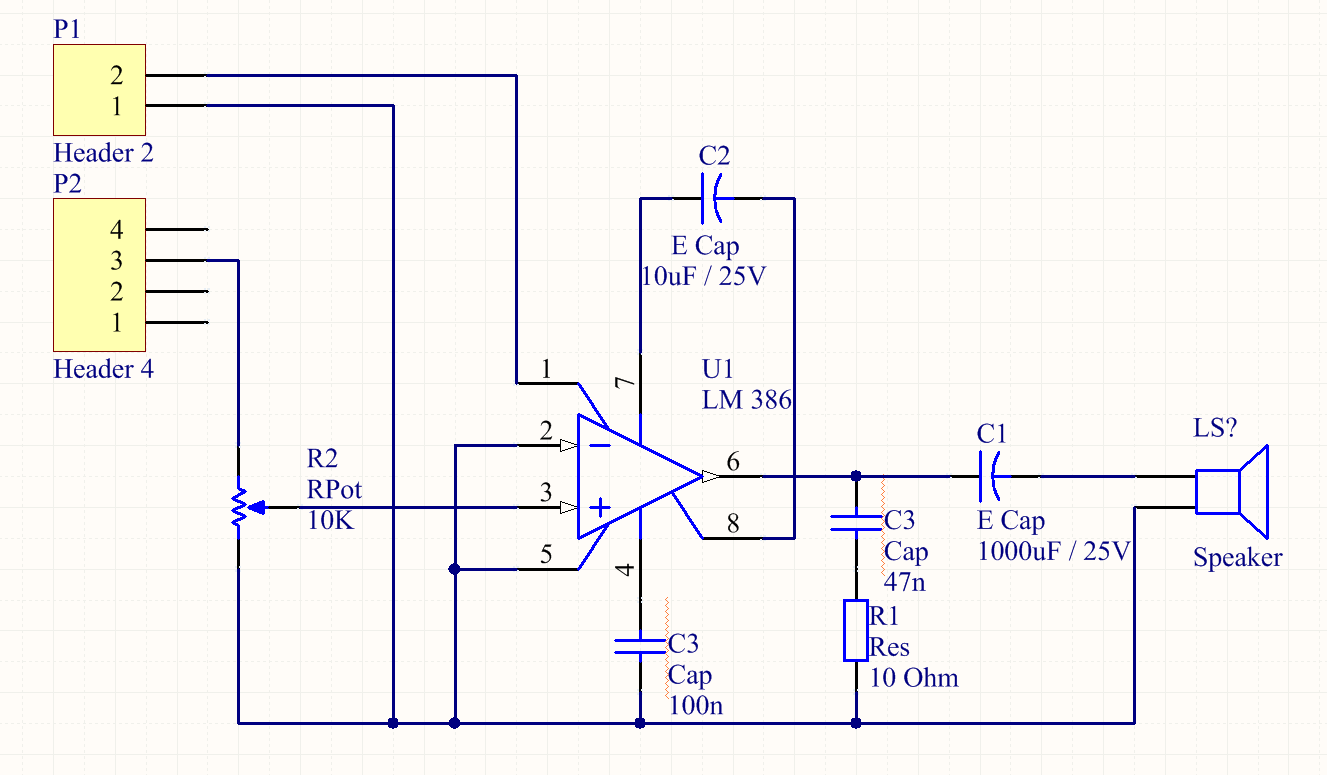 P1
2
1
Header 2
P2
4
3
2
1
Header 4
C2
E Cap
10uF / 25V
U1
LM 386
1
7
2
3
5
4
6
8
R2
RPot
10K
C1
E Cap
1000uF / 25V
LS?
Speaker
C3
Cap
47n
R1
Res
10 Ohm
C3
Cap
100n